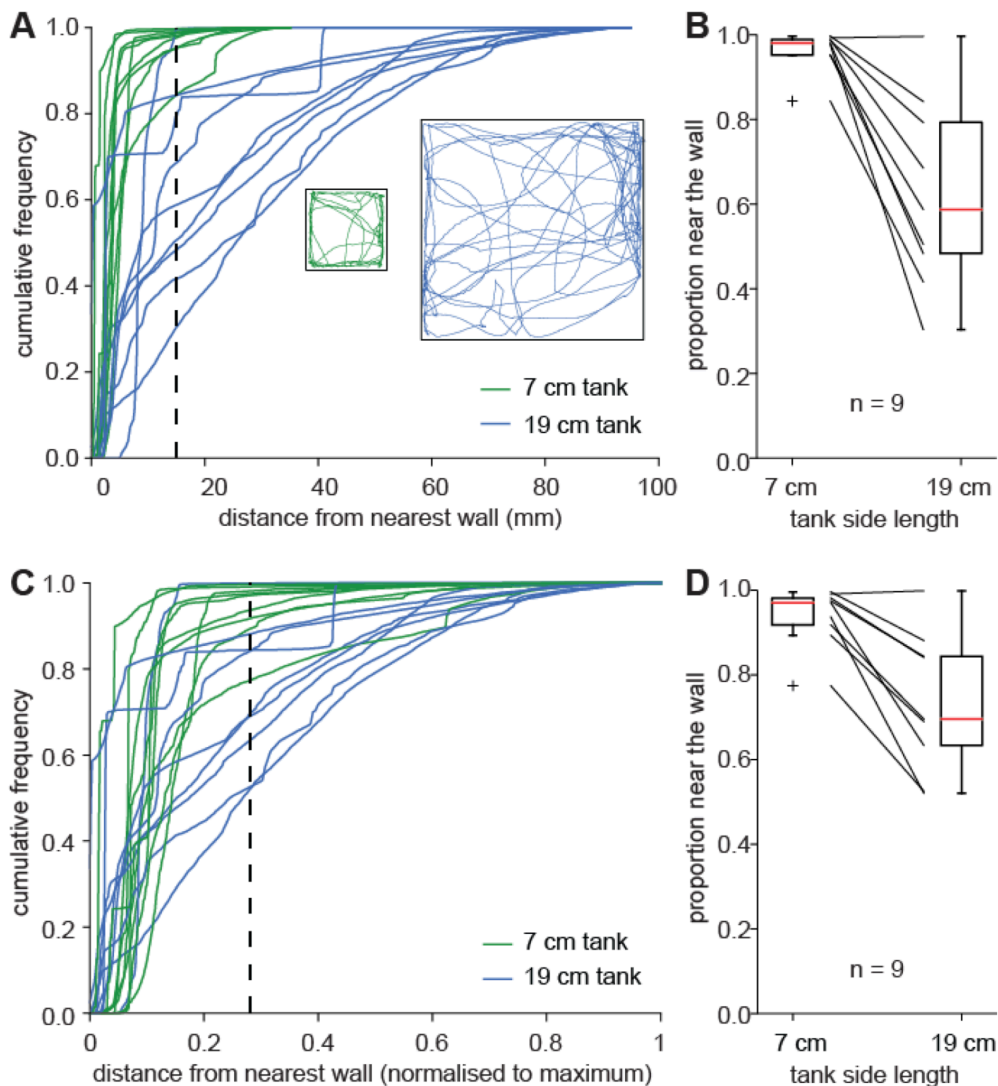 A
1.0
0.8
0.6
0.4
0.2
0.0
cumulative frequency
0 20 40 60 80 100
distance from nearest wall (mm)
7 cm tank
19 cm tank
B
1.0
0.8
0.6
0.4
0.2
0.0
proportion near the wall
n = 9
7 cm 19 cm
tank side length
C
1.0
0.8
0.6
0.4
0.2
0.0
cumulative frequency
0 0.2 0.4 0.6 0.8 1
distance from nearest wall (normalised to maximum)
7 cm tank
19 cm tank
D
1.0
0.8
0.6
0.4
0.2
0.0
proportion near the wall
n = 9
7 cm 19 cm
tank side length